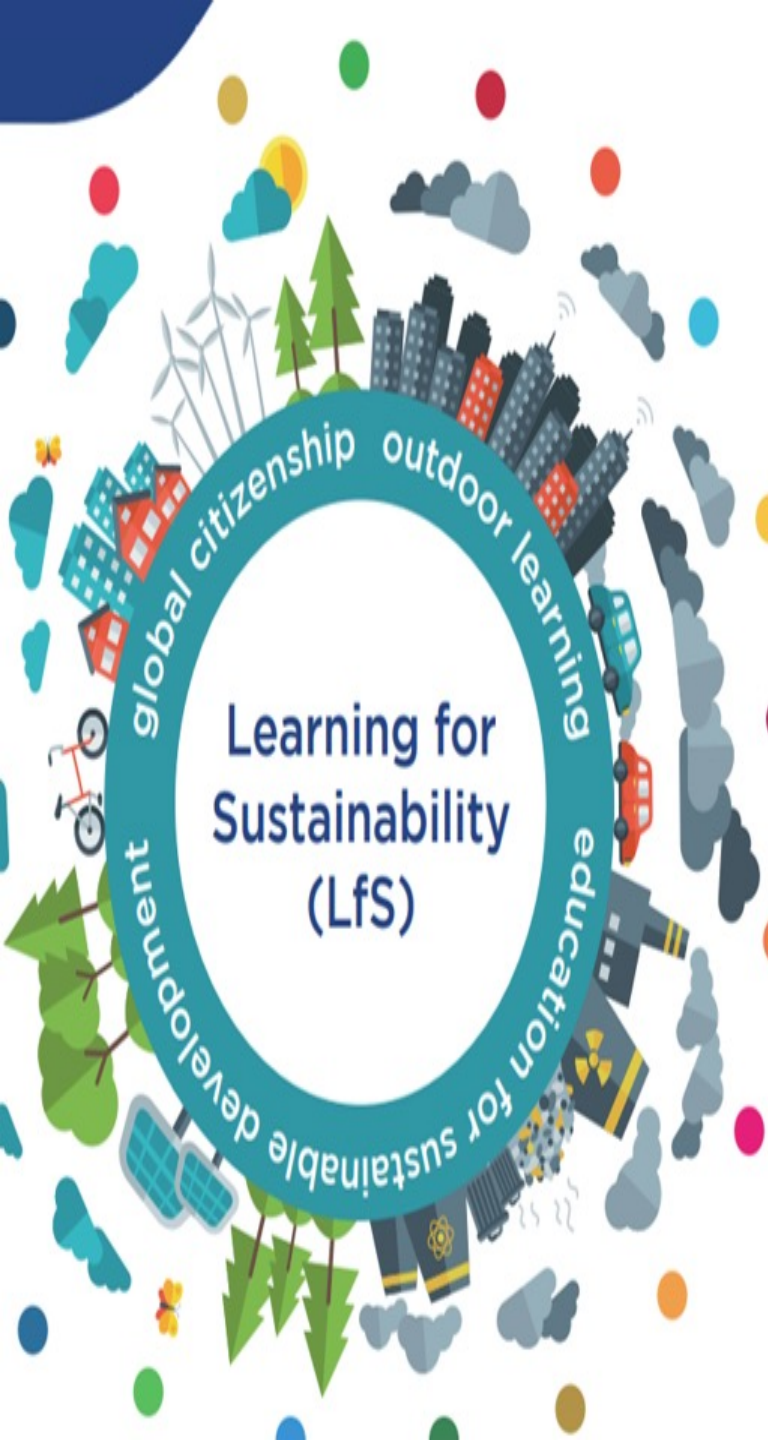 global citizenship
outdoor learning
Learning for
Sustainability
(LfS)
education for sustainable development